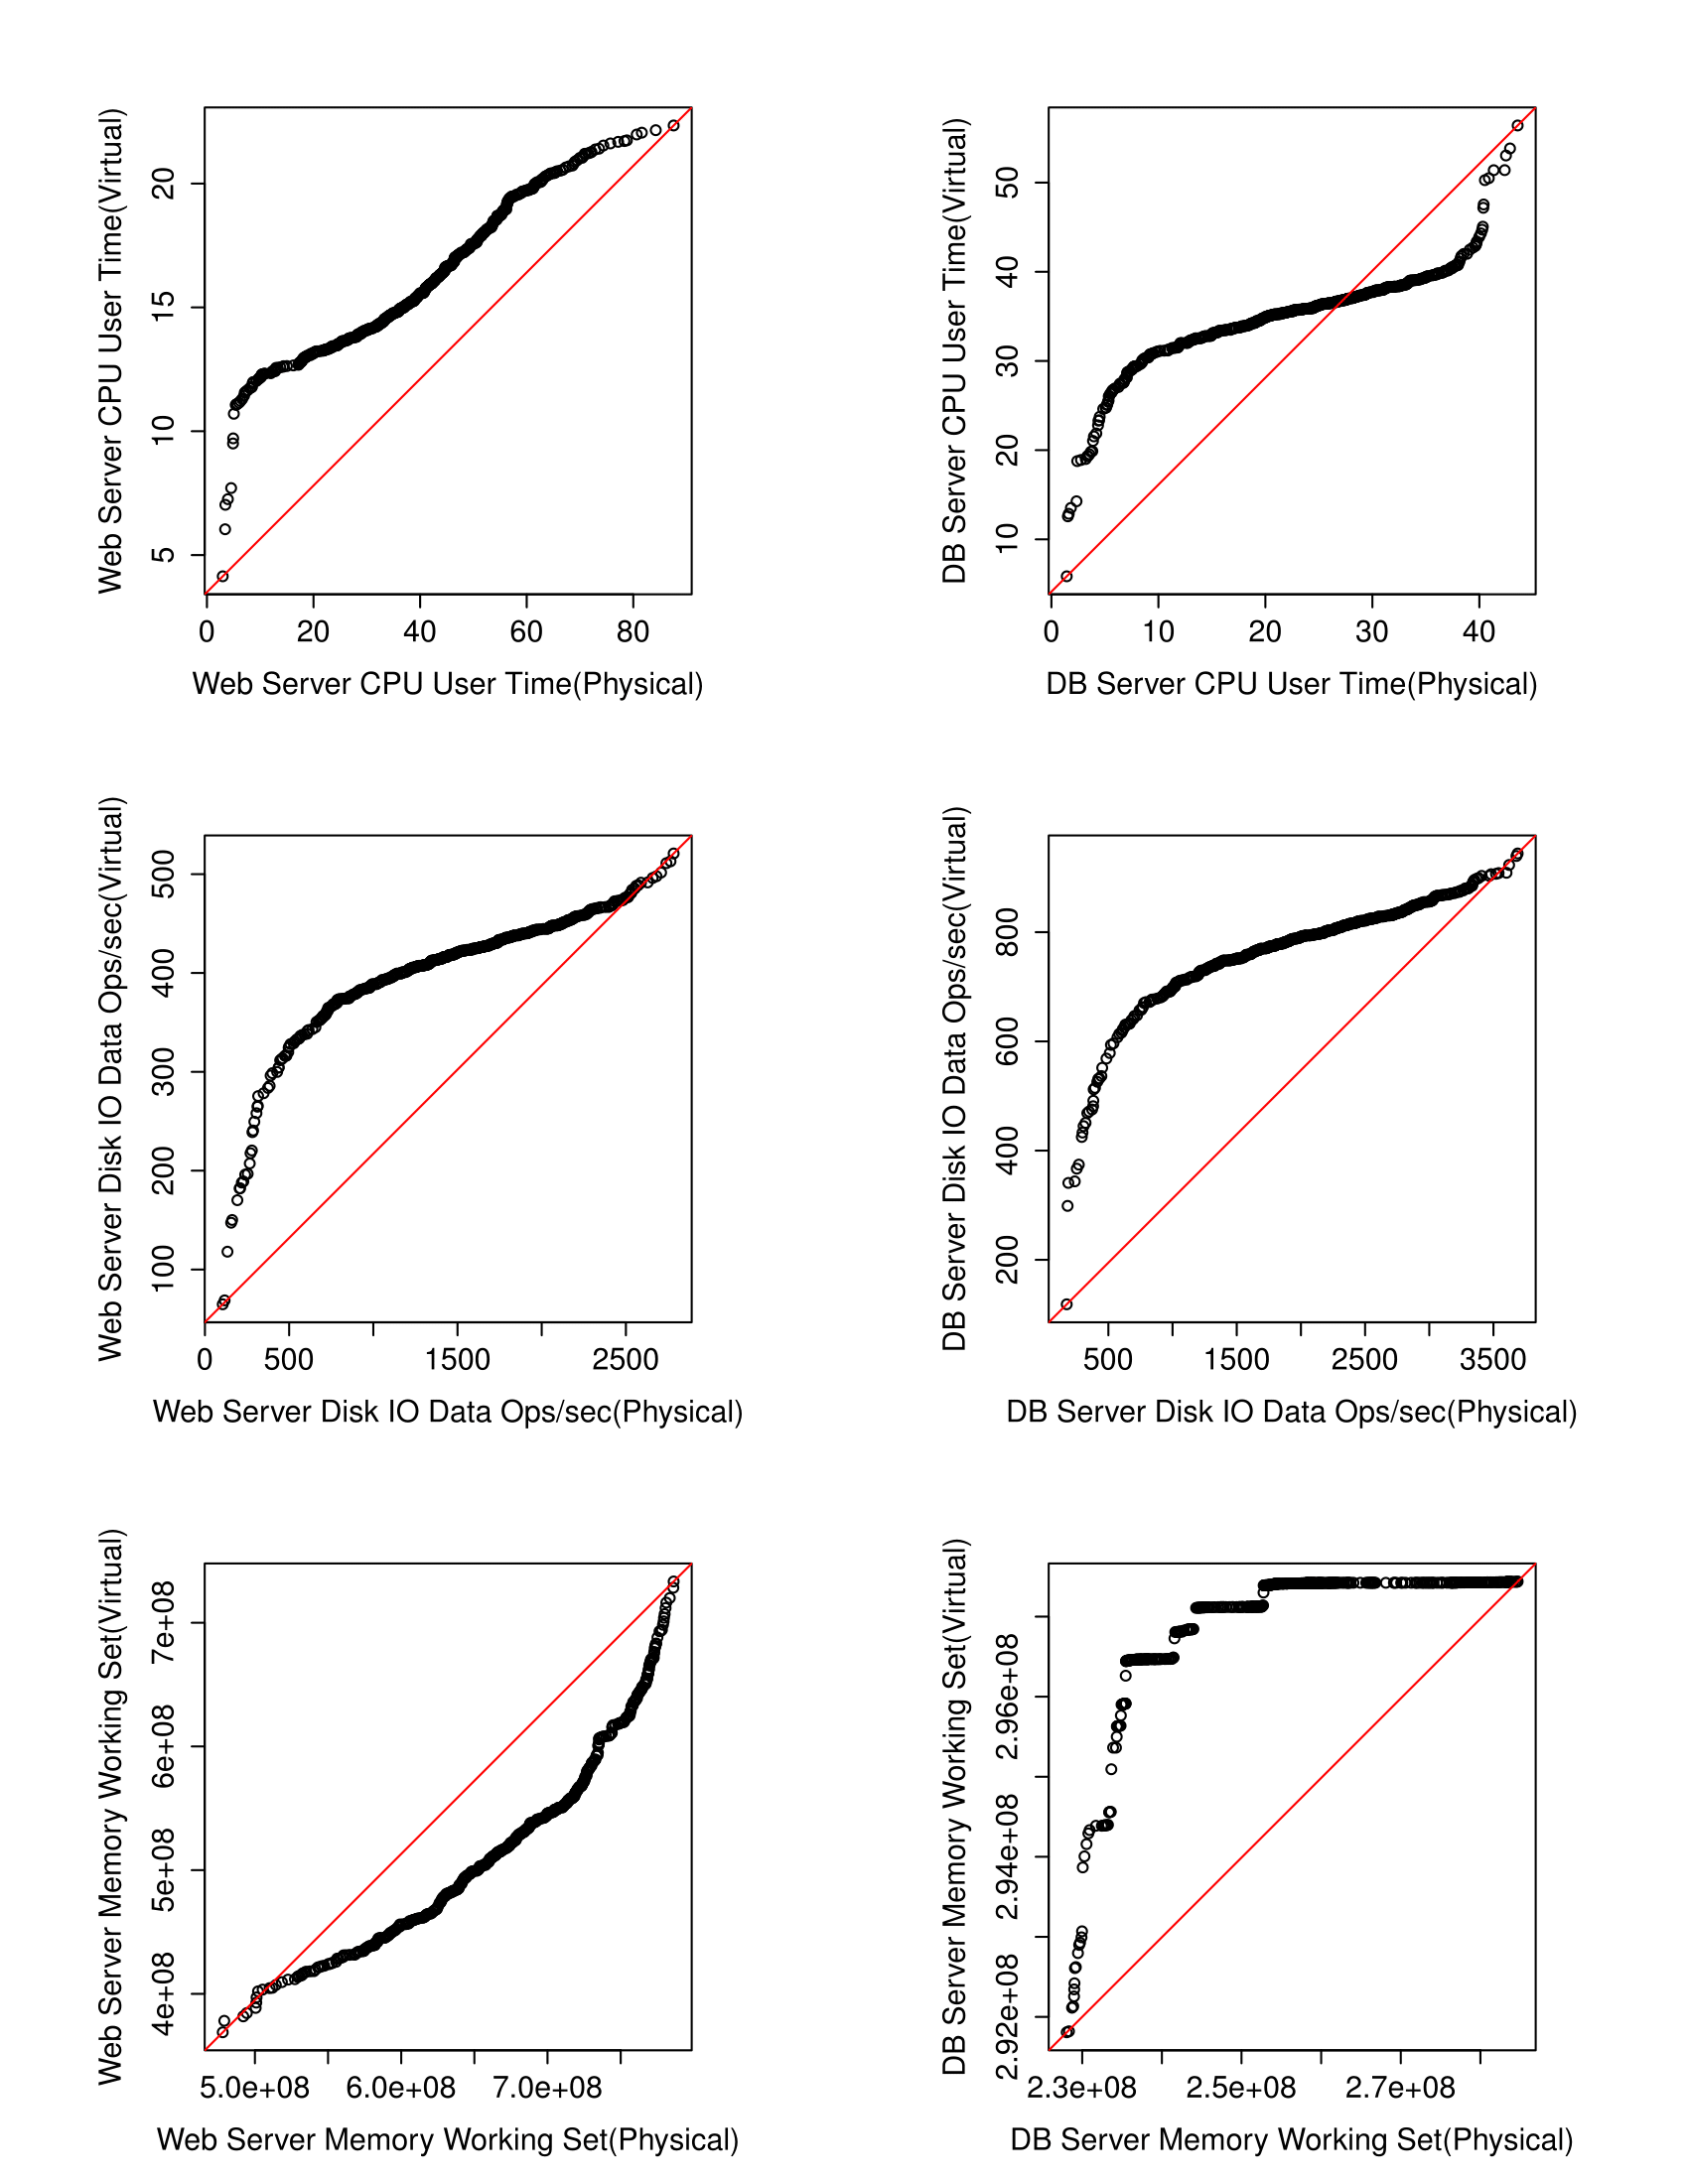 Web Server CPU User Time(Virtual)
20
15
10
5
0 20 40 60 80
Web Server CPU User Time(Physical)
DB Server CPU User Time(Virtual)
50
40
30
20
10
0 10 20 30 40
DB Server CPU User Time(Physical)
Web Server Disk IO Data Ops/sec(Virtual)
500
400
300
200
100
0 500 1500 2500
Web Server Disk IO Data Ops/sec(Physical)
DB Server Disk IO Data Ops/sec(Virtual)
800
600
400
200
500 1500 2500 3500
DB Server Disk IO Data Ops/sec(Physical)
Web Server Memory Working Set(Virtual)
7e+08
6e+08
5e+08
4e+08
5.0e+08 6.0e+08 7.0e+08
Web Server Memory Working Set(Physical)
DB Server Memory Working Set(Virtual)
2.96e+08
2.94e+08
2.92e+08
2.3e+08 2.5e+08 2.7e+08
DB Server Memory Working Set(Physical)